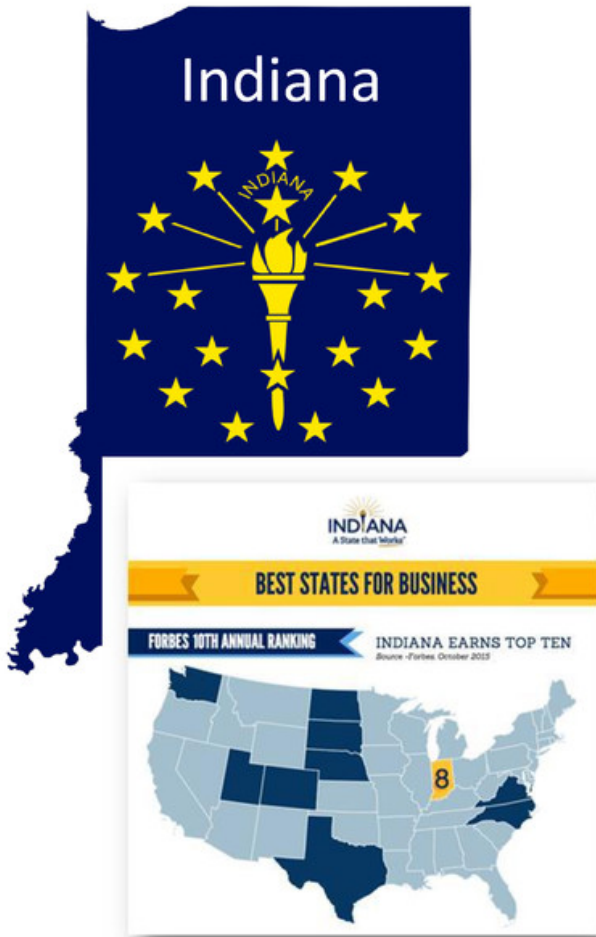 Indiana
INDIANA
INDIANA
A State that Works
BEST STATES FOR BUSINESS
FORBES 10TH ANNUAL RANKING
INDIANA EARNS TOP TEN
Source -Forbes, October 2015
8